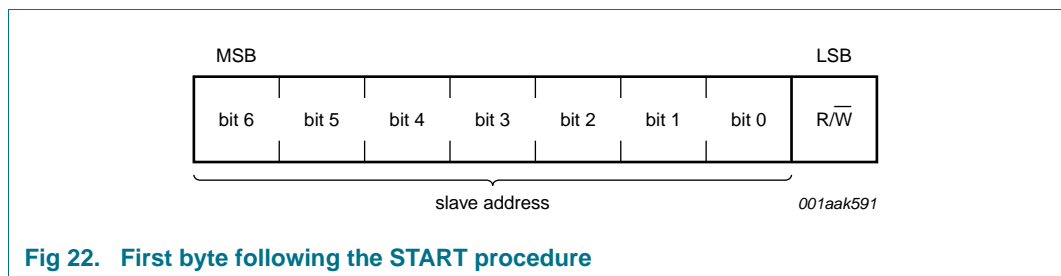 MSB LSB
bit 6 bit 5 bit 4 bit 3 bit 2 bit 1 bit 0 R/W̅
slave address 001aak591
Fig 22. First byte following the START procedure